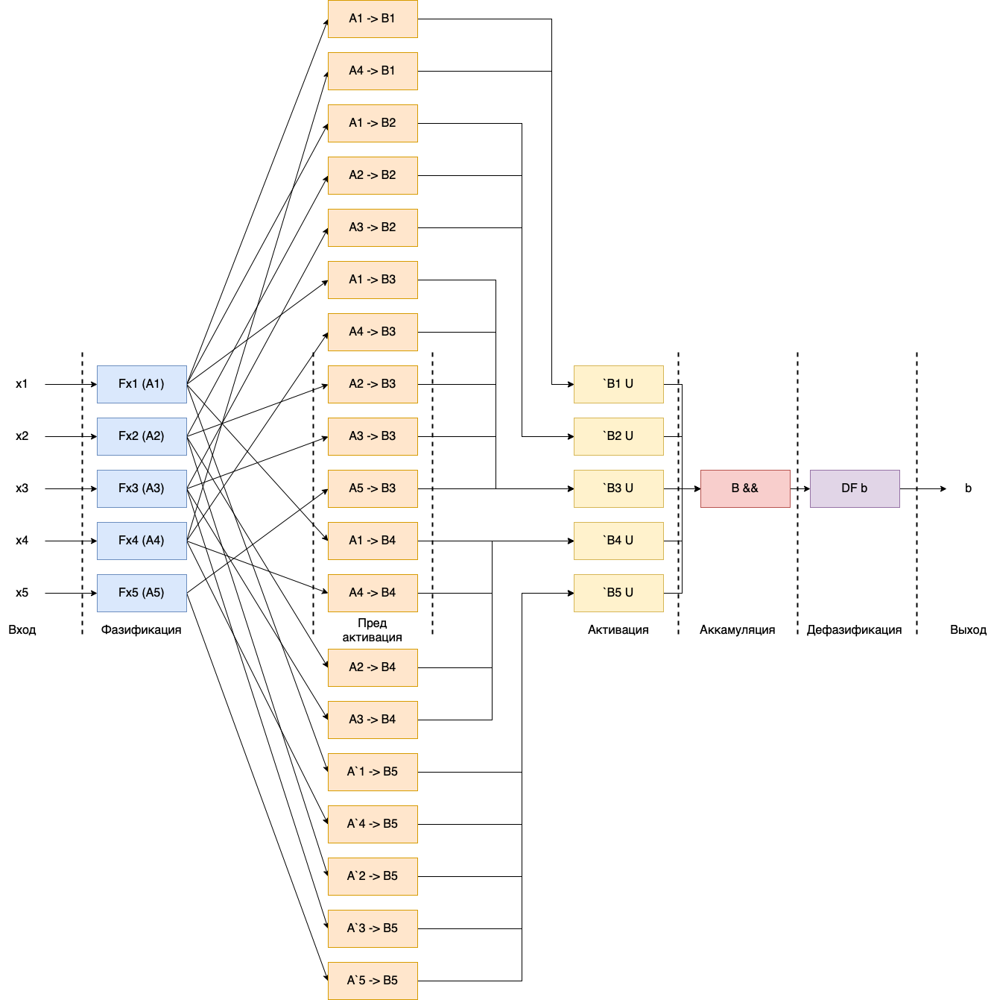 A1 -> B1
A4 -> B1
A1 -> B2
A2 -> B2
A3 -> B2
A1 -> B3
A4 -> B3
x1
Fx1 (A1)
A2 -> B3
`B1 U
x2
Fx2 (A2)
A3 -> B3
`B2 U
x3
Fx3 (A3)
A5 -> B3
`B3 U
B &&
DF b
b
x4
Fx4 (A4)
A1 -> B4
`B4 U
x5
Fx5 (A5)
A4 -> B4
`B5 U
Вход
Фазификация
Пред
активация
Активация
Аккамуляция
Дефазификация
Выход
A2 -> B4
A3 -> B4
A`1 -> B5
A`4 -> B5
A`2 -> B5
A`3 -> B5
A`5 -> B5